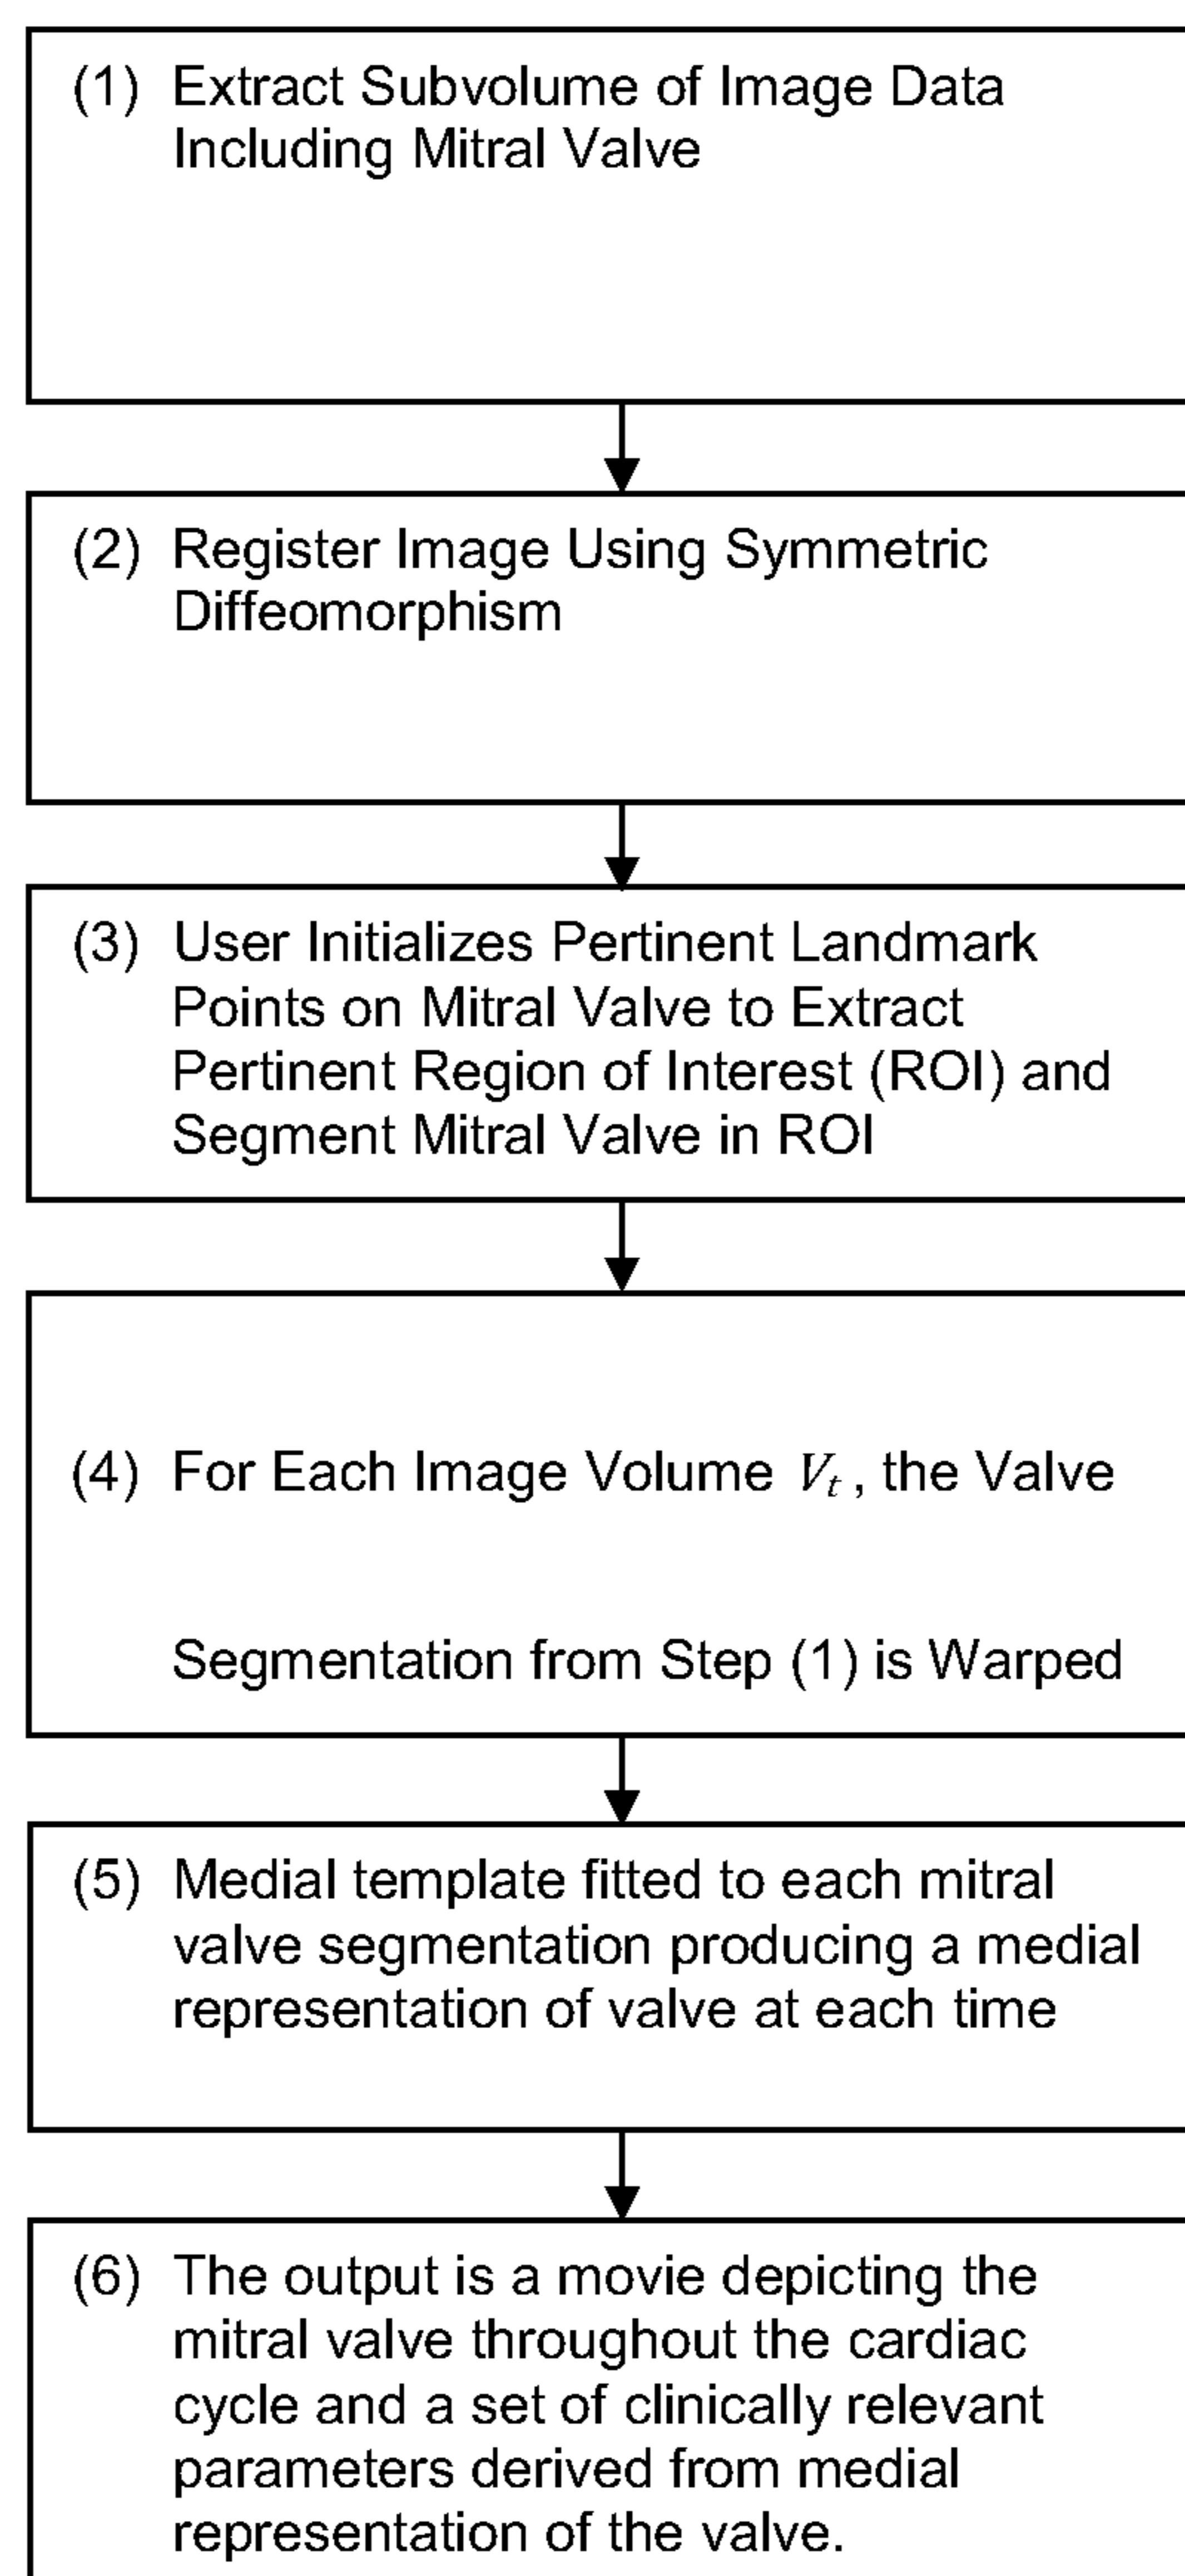 (1) Extract Subvolume of Image Data
Including Mitral Valve
(2) Register Image Using Symmetric
Diffeomorphism
(3) User Initializes Pertinent Landmark
Points on Mitral Valve to Extract
Pertinent Region of Interest (ROI) and
Segment Mitral Valve in ROI
(4) For Each Image Volume Vt , the Valve
Segmentation from Step (1) is Warped
(5) Medial template fitted to each mitral
valve segmentation producing a medial
representation of valve at each time
(6) The output is a movie depicting the
mitral valve throughout the cardiac
cycle and a set of clinically relevant
parameters derived from medial
representation of the valve.